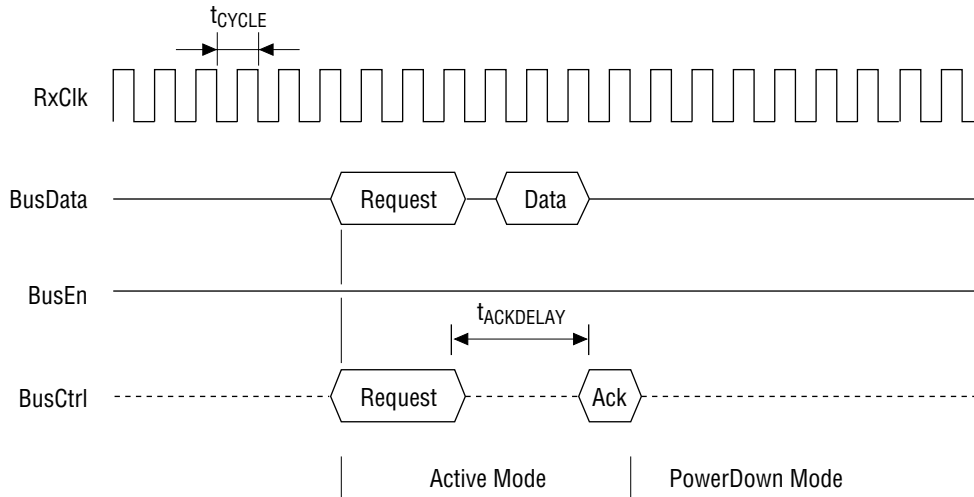 tCYCLE
RxClk
BusData
Request
Data
BusEn
tACKDELAY
BusCtrl
Request
Ack
Active Mode
PowerDown Mode